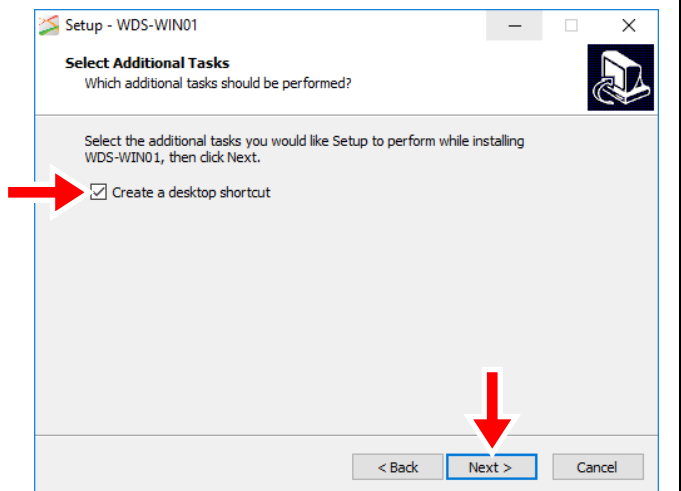 Setup - WDS-WIN01
Select Additional Tasks
Which additional tasks should be performed?
Select the additional tasks you would like Setup to perform while installing
WDS-WIN01, then click Next.
Create a desktop shortcut
< Back
Next >
Cancel